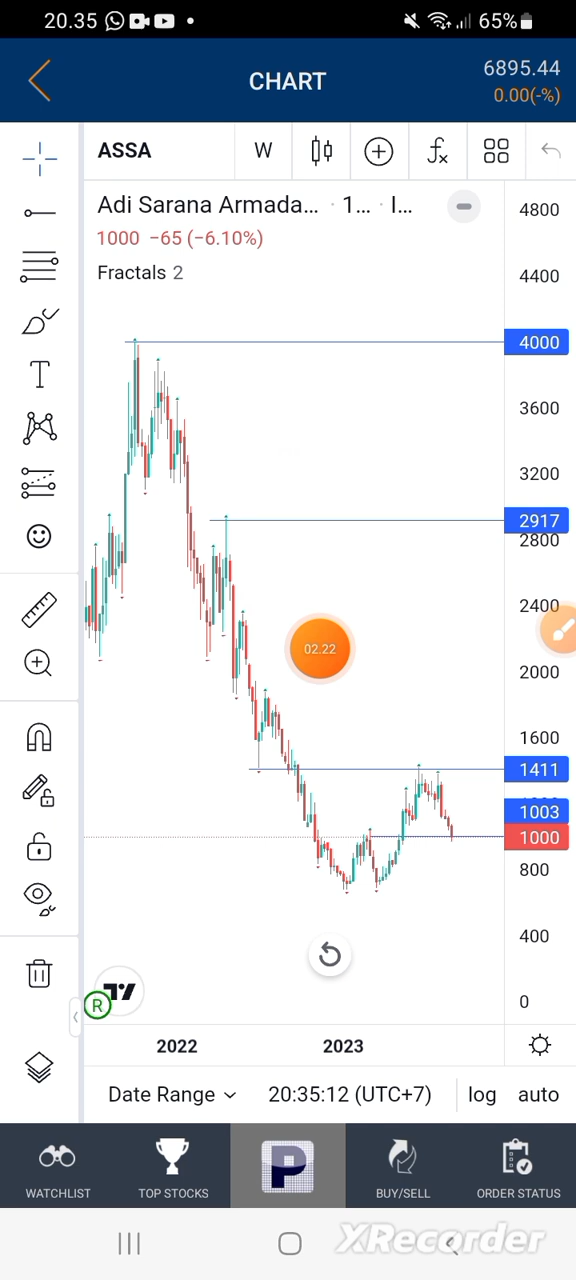 20.35 65%
CHART
6895.44
0.00(-%)
ASSA W
Adi Sarana Armada... · 1... · I...
1000 −65 (−6.10%)
Fractals 2
4800
4400
4000
3600
3200
2917
2800
2400
02.22
2000
1600
1411
1003
1000
800
400
0
R
2022 2023
Date Range 20:35:12 (UTC+7) log auto
WATCHLIST TOP STOCKS P BUY/SELL ORDER STATUS
XRecorder